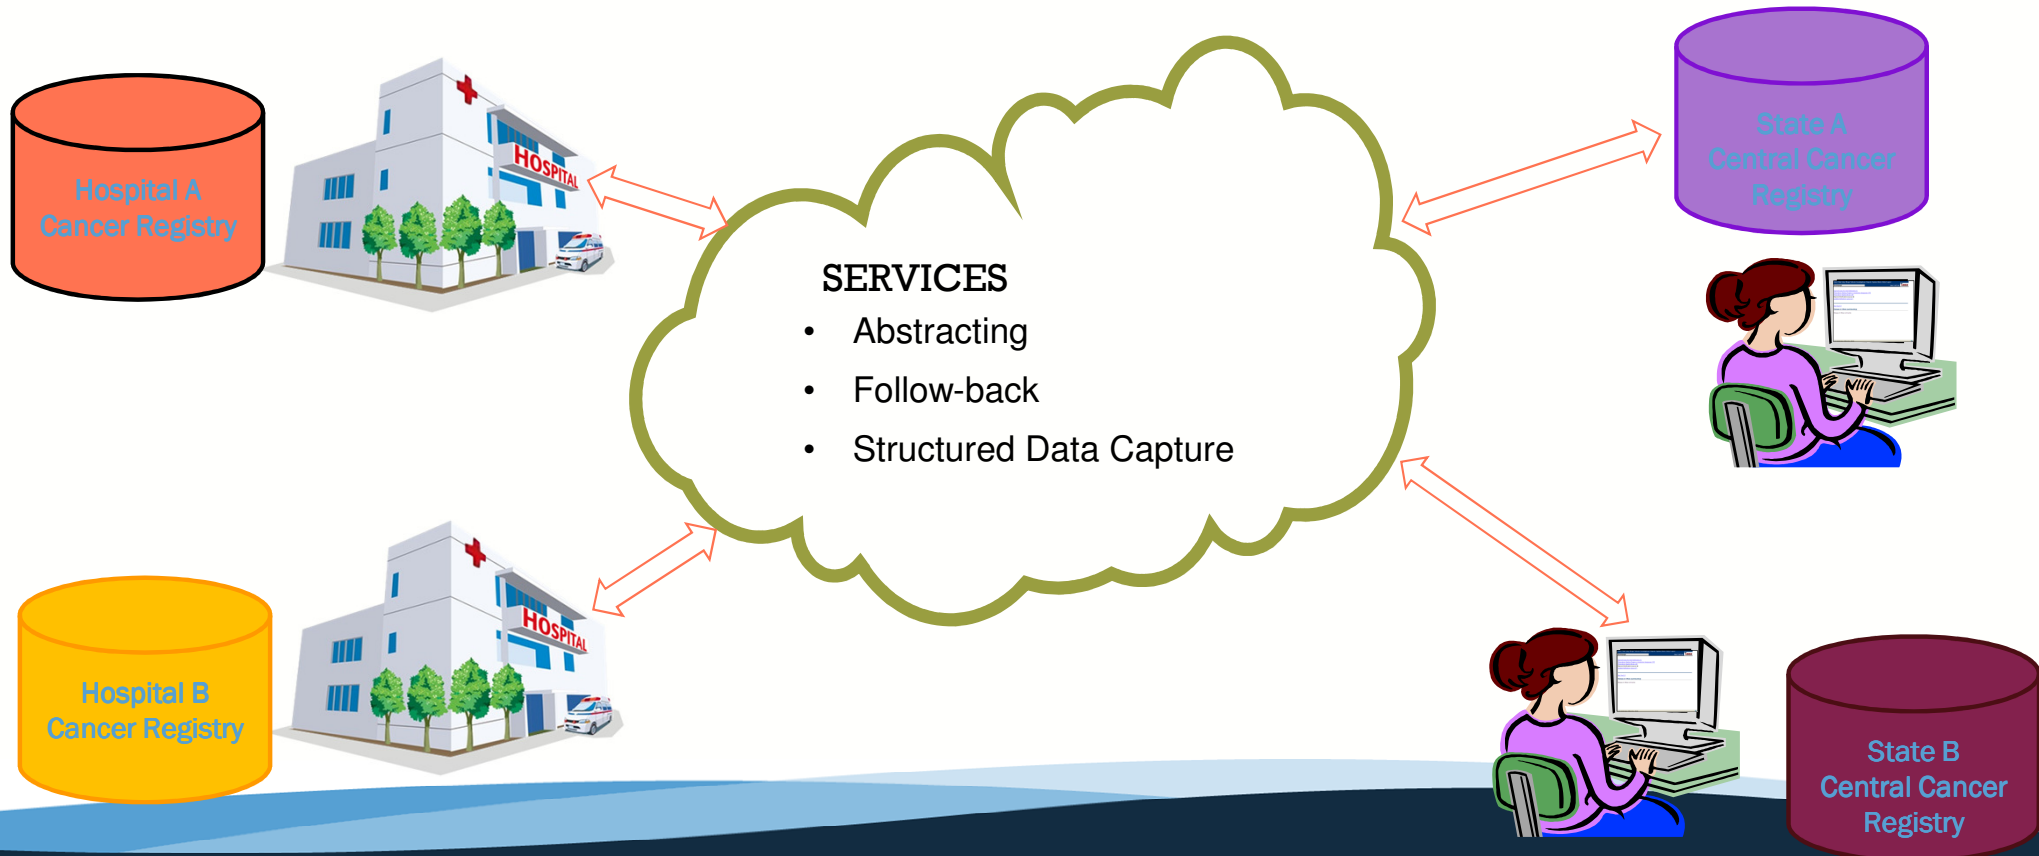 Hospital A
Cancer Registry
HOSPITAL
SERVICES
• Abstracting
• Follow-back
• Structured Data Capture
State A
Central Cancer
Registry
Hospital B
Cancer Registry
HOSPITAL
State B
Central Cancer
Registry